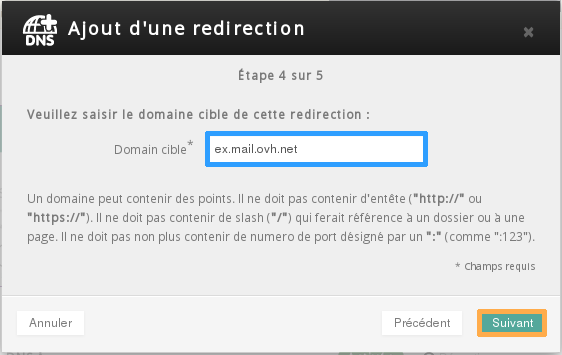 DNS
Ajout d'une redirection
×
Étape 4 sur 5
Veuillez saisir le domaine cible de cette redirection :
Domain cible*
ex.mail.ovh.net
Un domaine peut contenir des points. Il ne doit pas contenir d'entête ("http://" ou
"https://"). Il ne doit pas contenir de slash ("/") qui ferait référence à un dossier ou à une
page. Il ne doit pas non plus contenir de numero de port désigné par un ":" (comme ":123").
* Champs requis
Annuler
Précédent
Suivant